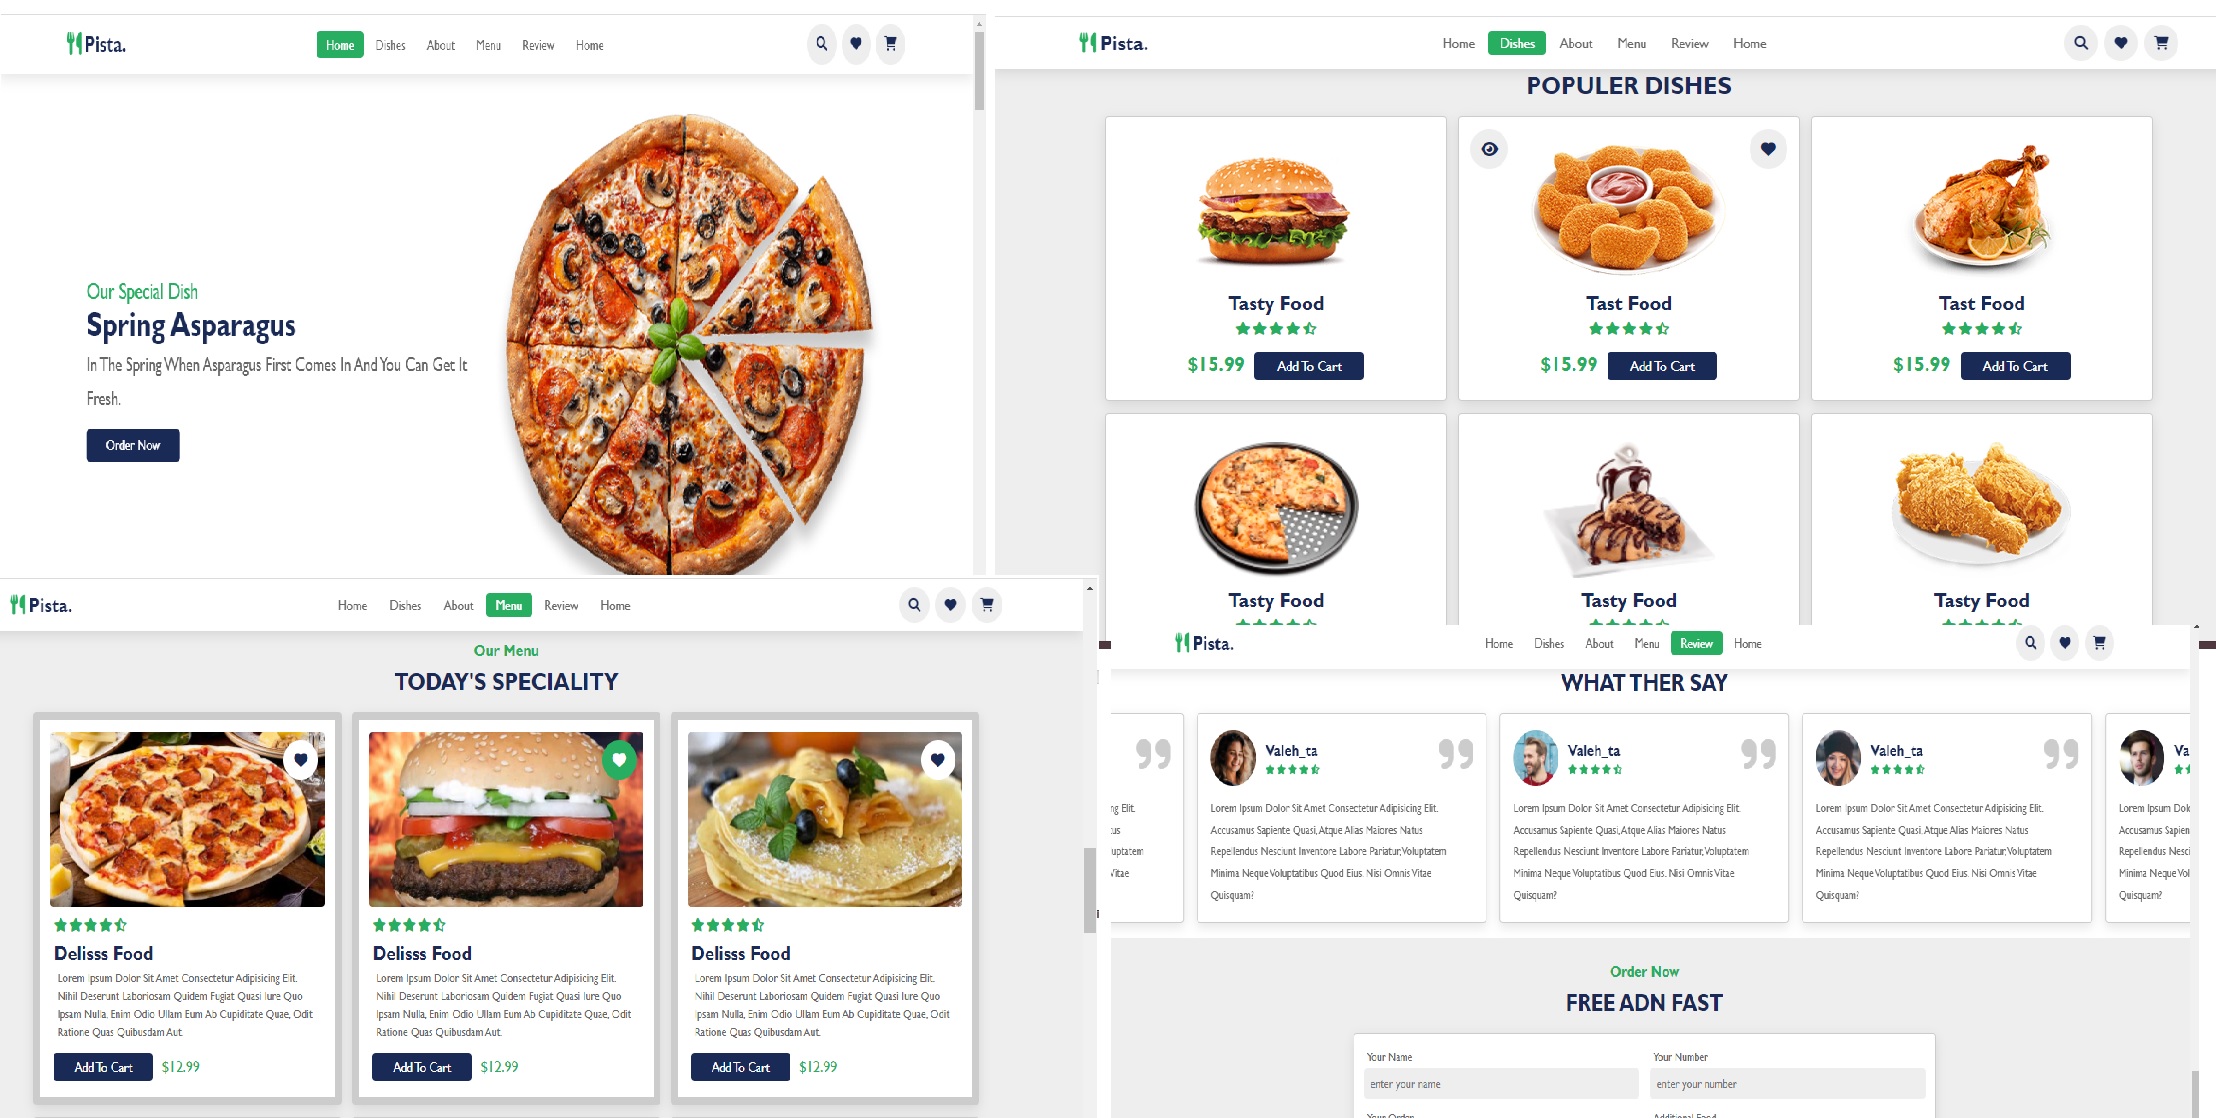 Pista.
Home Dishes About Menu Review Home
Our Special Dish
Spring Asparagus
In The Spring When Asparagus First Comes In And You Can Get It
Fresh.
Order Now
Pista.
Home Dishes About Menu Review Home
POPULER DISHES
Tasty Food
$15.99 Add To Cart
Tast Food
$15.99 Add To Cart
Tast Food
$15.99 Add To Cart
Tasty Food
Tasty Food
Tasty Food
Pista.
Home Dishes About Menu Review Home
Our Menu
TODAY'S SPECIALITY
Delisss Food
Lorem Ipsum Dolor Sit Amet Consectetur Adipisicing Elit.
Nihil Deserunt Laboriosam Quidem Fugiat Quasi Iure Quo
Ipsam Nulla, Enim Odio Ullam Eum Ab Cupiditate Quae, Odit
Ratione Quas Quibusdam Aut.
Add To Cart $12.99
Delisss Food
Lorem Ipsum Dolor Sit Amet Consectetur Adipisicing Elit.
Nihil Deserunt Laboriosam Quidem Fugiat Quasi Iure Quo
Ipsam Nulla, Enim Odio Ullam Eum Ab Cupiditate Quae, Odit
Ratione Quas Quibusdam Aut.
Add To Cart $12.99
Delisss Food
Lorem Ipsum Dolor Sit Amet Consectetur Adipisicing Elit.
Nihil Deserunt Laboriosam Quidem Fugiat Quasi Iure Quo
Ipsam Nulla, Enim Odio Ullam Eum Ab Cupiditate Quae, Odit
Ratione Quas Quibusdam Aut.
Add To Cart $12.99
Pista.
Home Dishes About Menu Review Home
WHAT THER SAY
Elit.
Vitae
Valeh_ta
Lorem Ipsum Dolor Sit Amet Consectetur Adipisicing Elit.
Accusamus Sapiente Quasi, Atque Alias Maiores Natus
Repellendus Nesciunt Inventore Labore Pariatur, Voluptatem
Minima Neque Voluptatibus Quod Eius. Nisi Omnis Vitae
Quisquam?
Valeh_ta
Lorem Ipsum Dolor Sit Amet Consectetur Adipisicing Elit.
Accusamus Sapiente Quasi, Atque Alias Maiores Natus
Repellendus Nesciunt Inventore Labore Pariatur, Voluptatem
Minima Neque Voluptatibus Quod Eius. Nisi Omnis Vitae
Quisquam?
Valeh_ta
Lorem Ipsum Dolor Sit Amet Consectetur Adipisicing Elit.
Accusamus Sapiente Quasi, Atque Alias Maiores Natus
Repellendus Nesciunt Inventore Labore Pariatur, Voluptatem
Minima Neque Voluptatibus Quod Eius. Nisi Omnis Vitae
Quisquam?
Va
Lorem Ipsum
Accusamus
Repellendus
Minima Neque
Quisquam?
Order Now
FREE ADN FAST
Your Name Your Number
enter your name enter your number
Your Order Additional Food